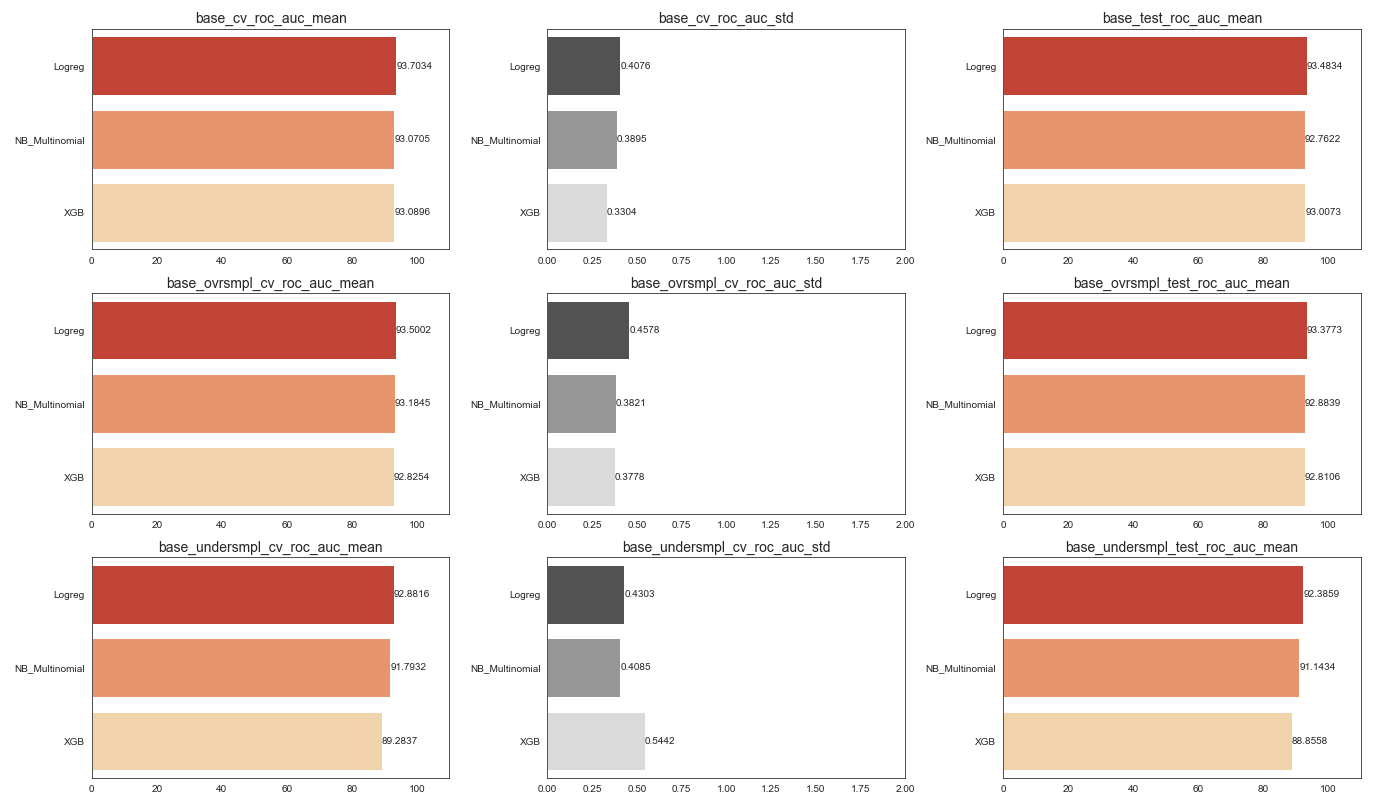 base_cv_roc_auc_mean
Logreg
93.7034
NB_Multinomial
93.0705
XGB
93.0896
0 20 40 60 80 100
base_cv_roc_auc_std
Logreg
0.4076
NB_Multinomial
0.3895
XGB
0.3304
0.00 0.25 0.50 0.75 1.00 1.25 1.50 1.75 2.00
base_test_roc_auc_mean
Logreg
93.4834
NB_Multinomial
92.7622
XGB
93.0073
0 20 40 60 80 100
base_ovrsmpl_cv_roc_auc_mean
Logreg
93.5002
NB_Multinomial
93.1845
XGB
92.8254
0 20 40 60 80 100
base_ovrsmpl_cv_roc_auc_std
Logreg
0.4578
NB_Multinomial
0.3821
XGB
0.3778
0.00 0.25 0.50 0.75 1.00 1.25 1.50 1.75 2.00
base_ovrsmpl_test_roc_auc_mean
Logreg
93.3773
NB_Multinomial
92.8839
XGB
92.8106
0 20 40 60 80 100
base_undersmpl_cv_roc_auc_mean
Logreg
92.8816
NB_Multinomial
91.7932
XGB
89.2837
0 20 40 60 80 100
base_undersmpl_cv_roc_auc_std
Logreg
0.4303
NB_Multinomial
0.4085
XGB
0.5442
0.00 0.25 0.50 0.75 1.00 1.25 1.50 1.75 2.00
base_undersmpl_test_roc_auc_mean
Logreg
92.3859
NB_Multinomial
91.1434
XGB
88.8558
0 20 40 60 80 100